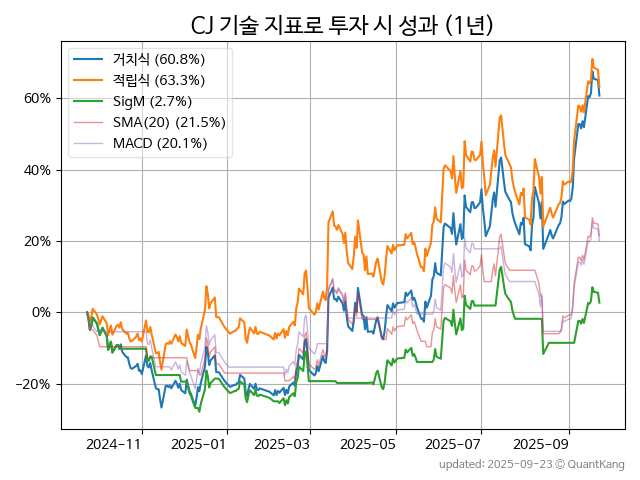 CJ 기술 지표로 투자 시 성과 (1년)
거치식 (60.8%)
적립식 (63.3%)
SigM (2.7%)
SMA(20) (21.5%)
MACD (20.1%)
60%
40%
20%
0%
−20%
2024-11 2025-01 2025-03 2025-05 2025-07 2025-09
updated: 2025-09-23 © QuantKang